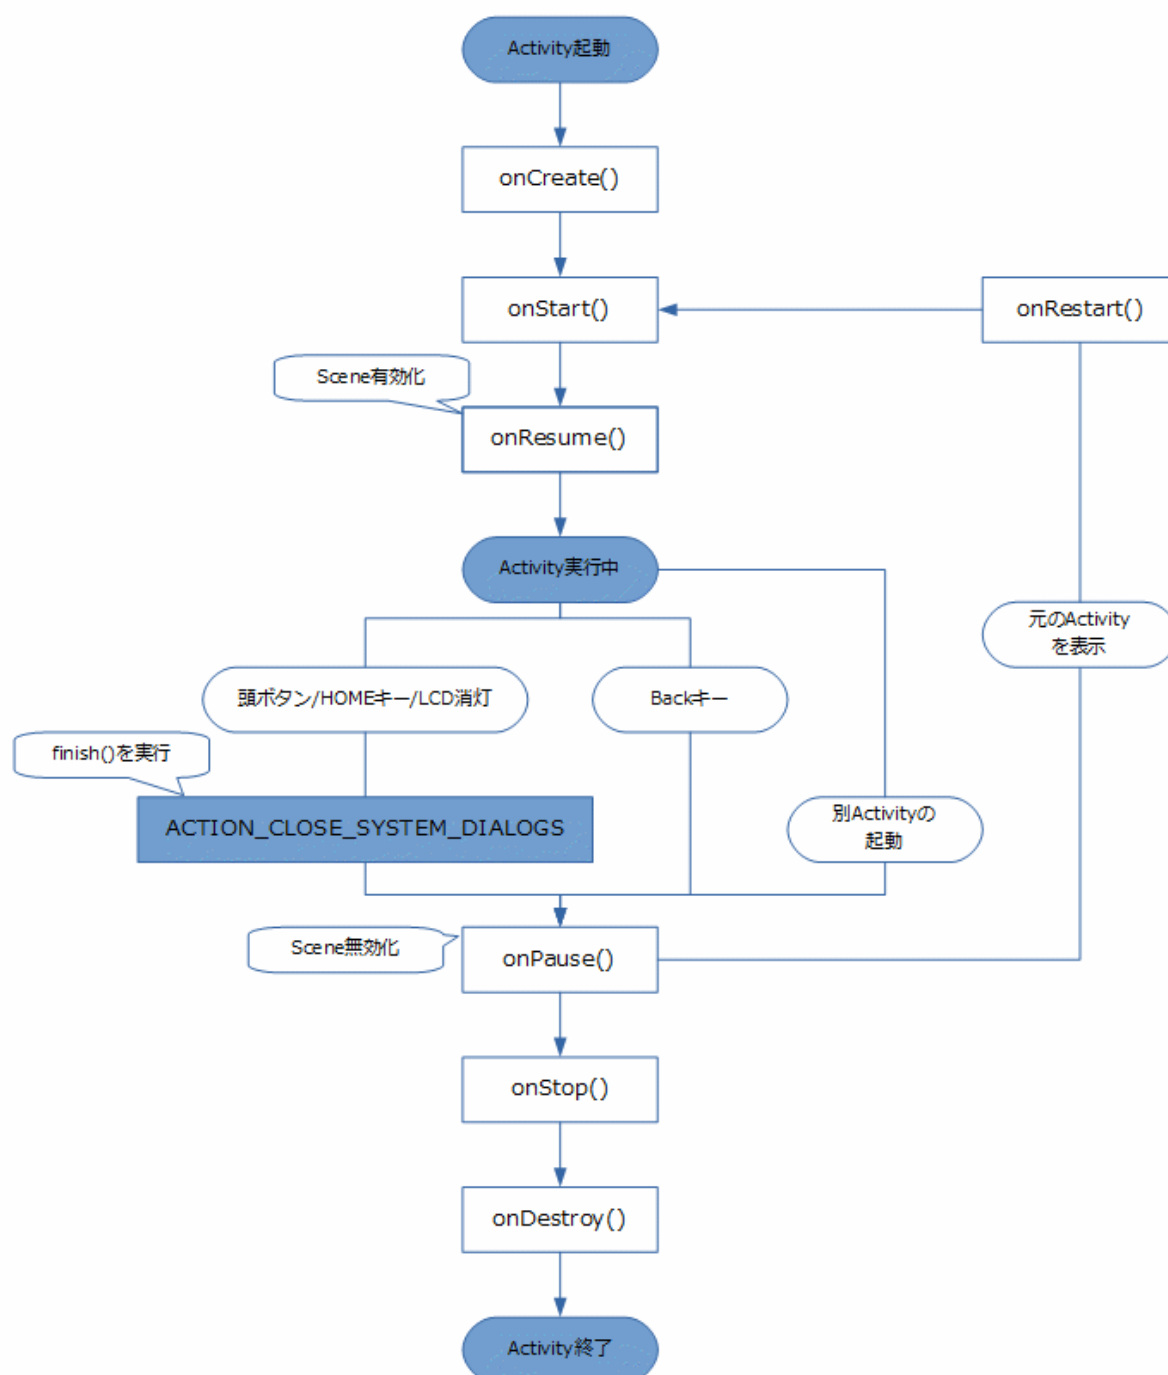 Activity起動
onCreate()
onStart()
onRestart()
Scene有効化
onResume()
Activity実行中
元のActivity
を表示
頭ボタン/HOMEキー/LCD消灯
Backキー
finish()を実行
ACTION_CLOSE_SYSTEM_DIALOGS
別Activityの
起動
Scene無効化
onPause()
onStop()
onDestroy()
Activity終了